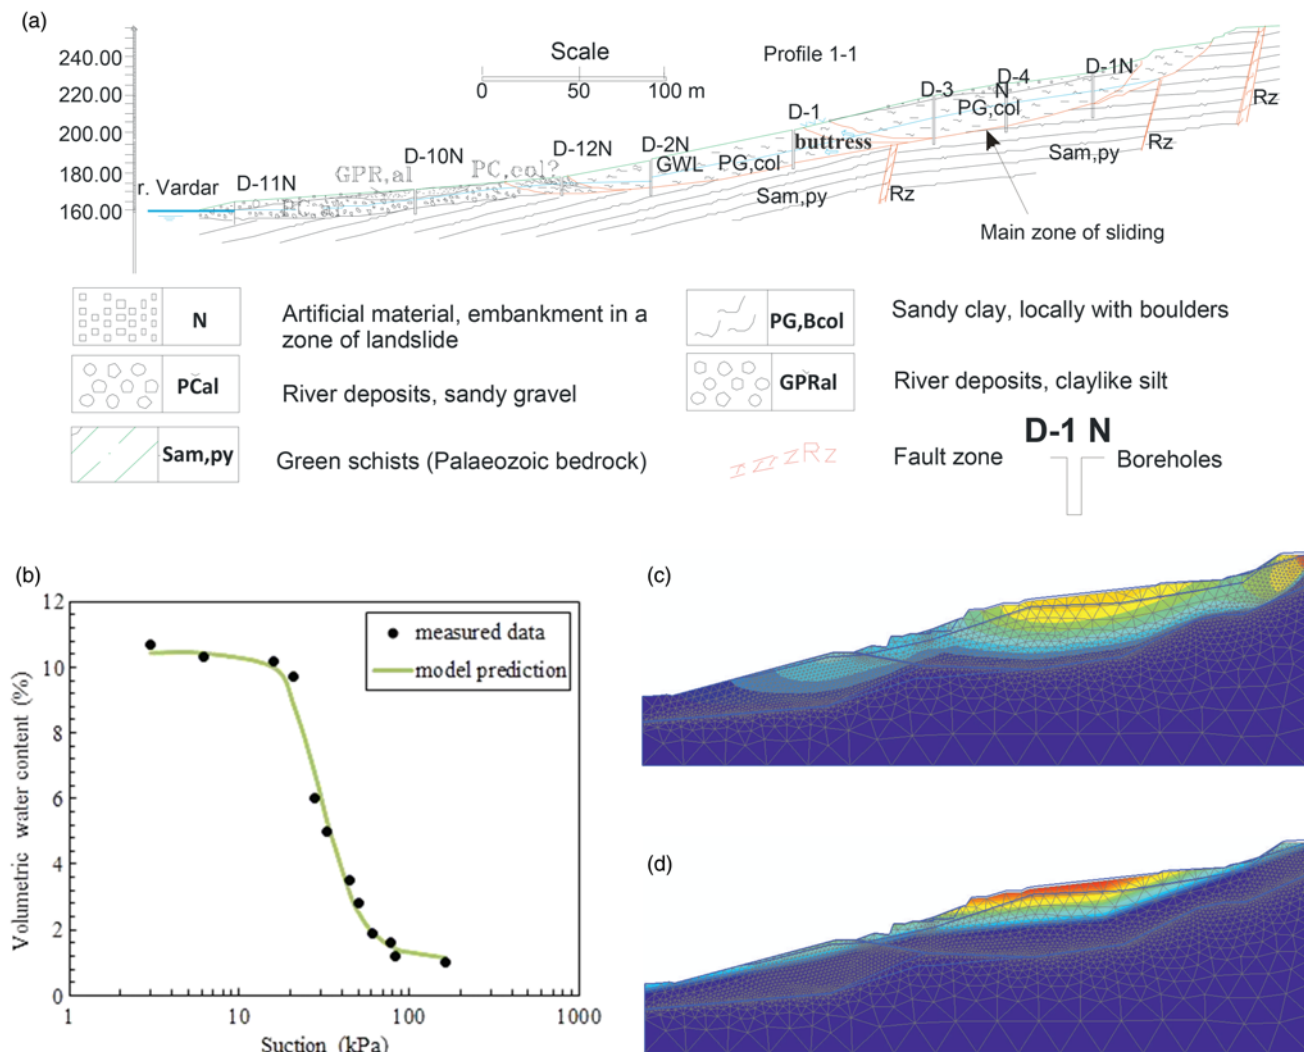 (a)
240.00
220.00
200.00
180.00
160.00
Scale
0 50 100 m
Profile 1-1
r. Vardar
D-11N
D-10N
GPR,al
PC,col?
D-12N
D-2N
GWL
PG,col
Sam,py
D-1
buttress
Rz
D-3
D-4
N
PG,col
D-1N
Sam,py
Rz
Rz
Main zone of sliding
N
Artificial material, embankment in a
zone of landslide
PČal
River deposits, sandy gravel
Sam,py
Green schists (Palaeozoic bedrock)
PG,Bcol
Sandy clay, locally with boulders
GPRal
River deposits, claylike silt
zRz
Fault zone
D-1 N
Boreholes
(b)
Volumetric water content (%)
12
10
8
6
4
2
0
measured data
model prediction
1 10 100 1000
Suction (kPa)
(c)
(d)